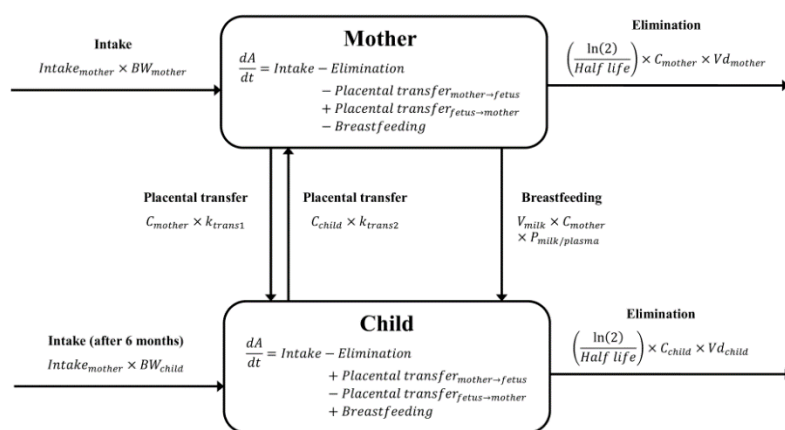 Intake
Intake_mother × BW_mother
Mother
dA/dt = Intake − Elimination
− Placental transfer_mother→fetus
+ Placental transfer_fetus→mother
− Breastfeeding
Elimination
(ln(2)/Half life) × C_mother × Vd_mother
Placental transfer
C_mother × k_trans1
Placental transfer
C_child × k_trans2
Breastfeeding
V_milk × C_mother
× P_milk/plasma
Intake (after 6 months)
Intake_mother × BW_child
Child
dA/dt = Intake − Elimination
+ Placental transfer_mother→fetus
− Placental transfer_fetus→mother
+ Breastfeeding
Elimination
(ln(2)/Half life) × C_child × Vd_child